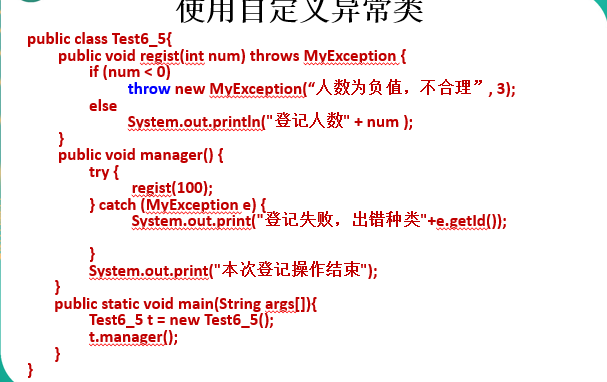 使用自定义异常类
public class Test6_5{
public void regist(int num) throws MyException {
if (num < 0)
throw new MyException(“人数为负值，不合理”, 3);
else
System.out.println("登记人数" + num );
}
public void manager() {
try {
regist(100);
} catch (MyException e) {
System.out.print("登记失败，出错种类"+e.getId());
}
System.out.print("本次登记操作结束");
}
public static void main(String args[]){
Test6_5 t = new Test6_5();
t.manager();
}
}